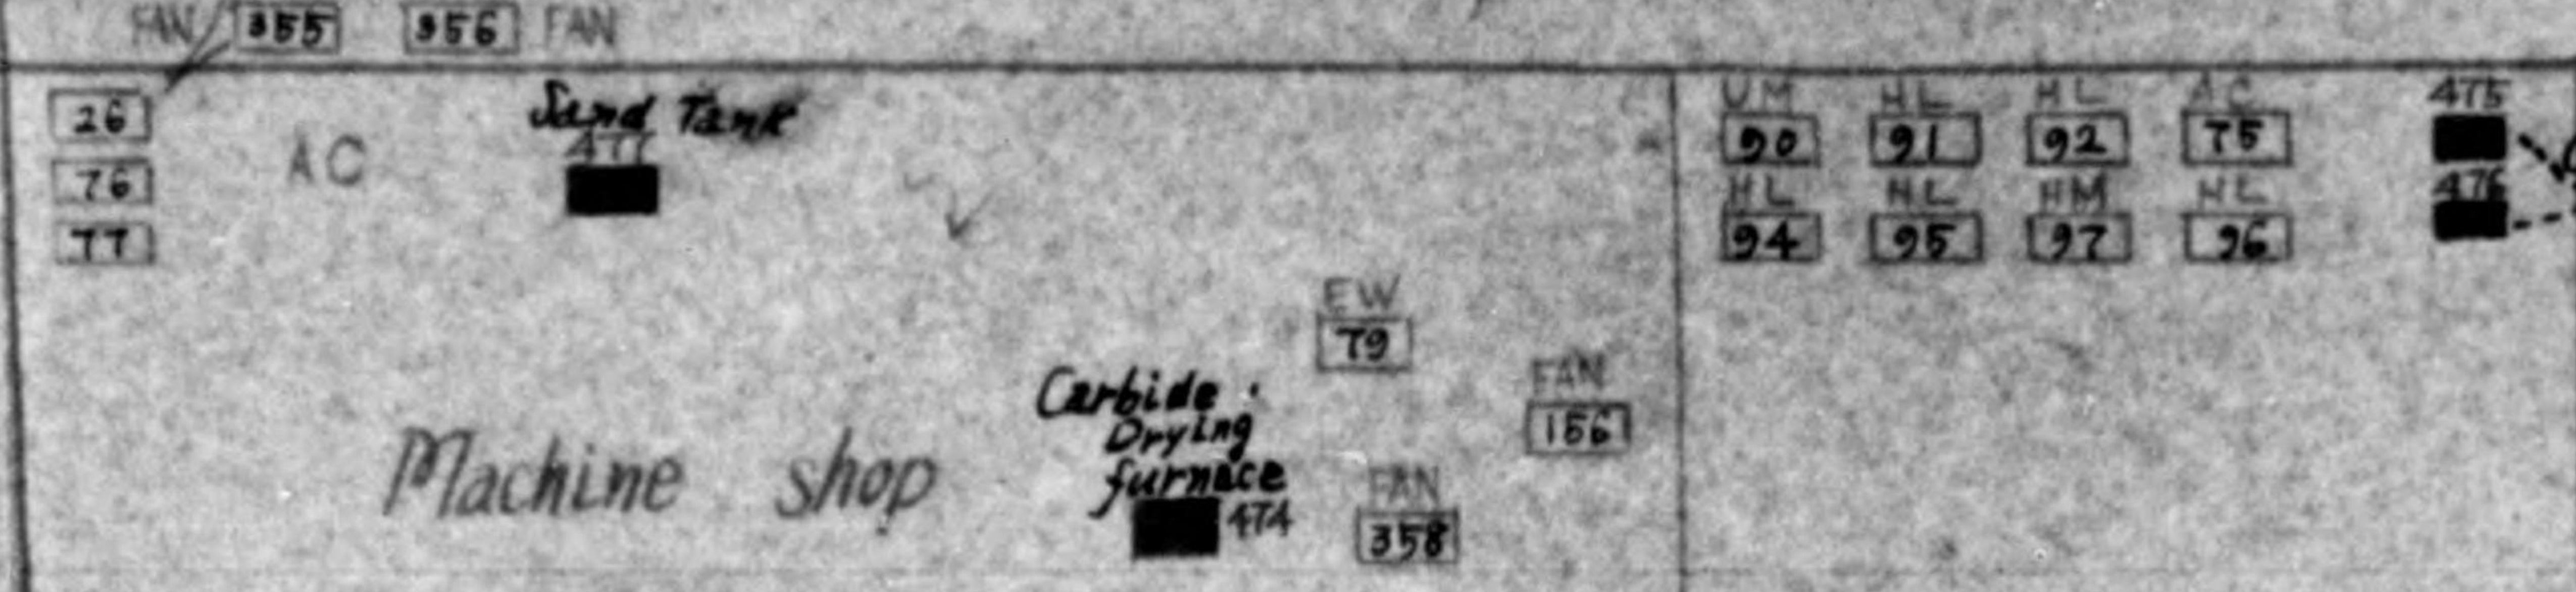 FAN 355 356 FAN
26
76
77
AC
Sand Tank
477
UM HL HL AC 475
90 91 92 75
HL HL HM HL 476
94 95 97 96
EW
79
FAN
156
Carbide
Drying
furnace
474
FAN
358
Machine shop